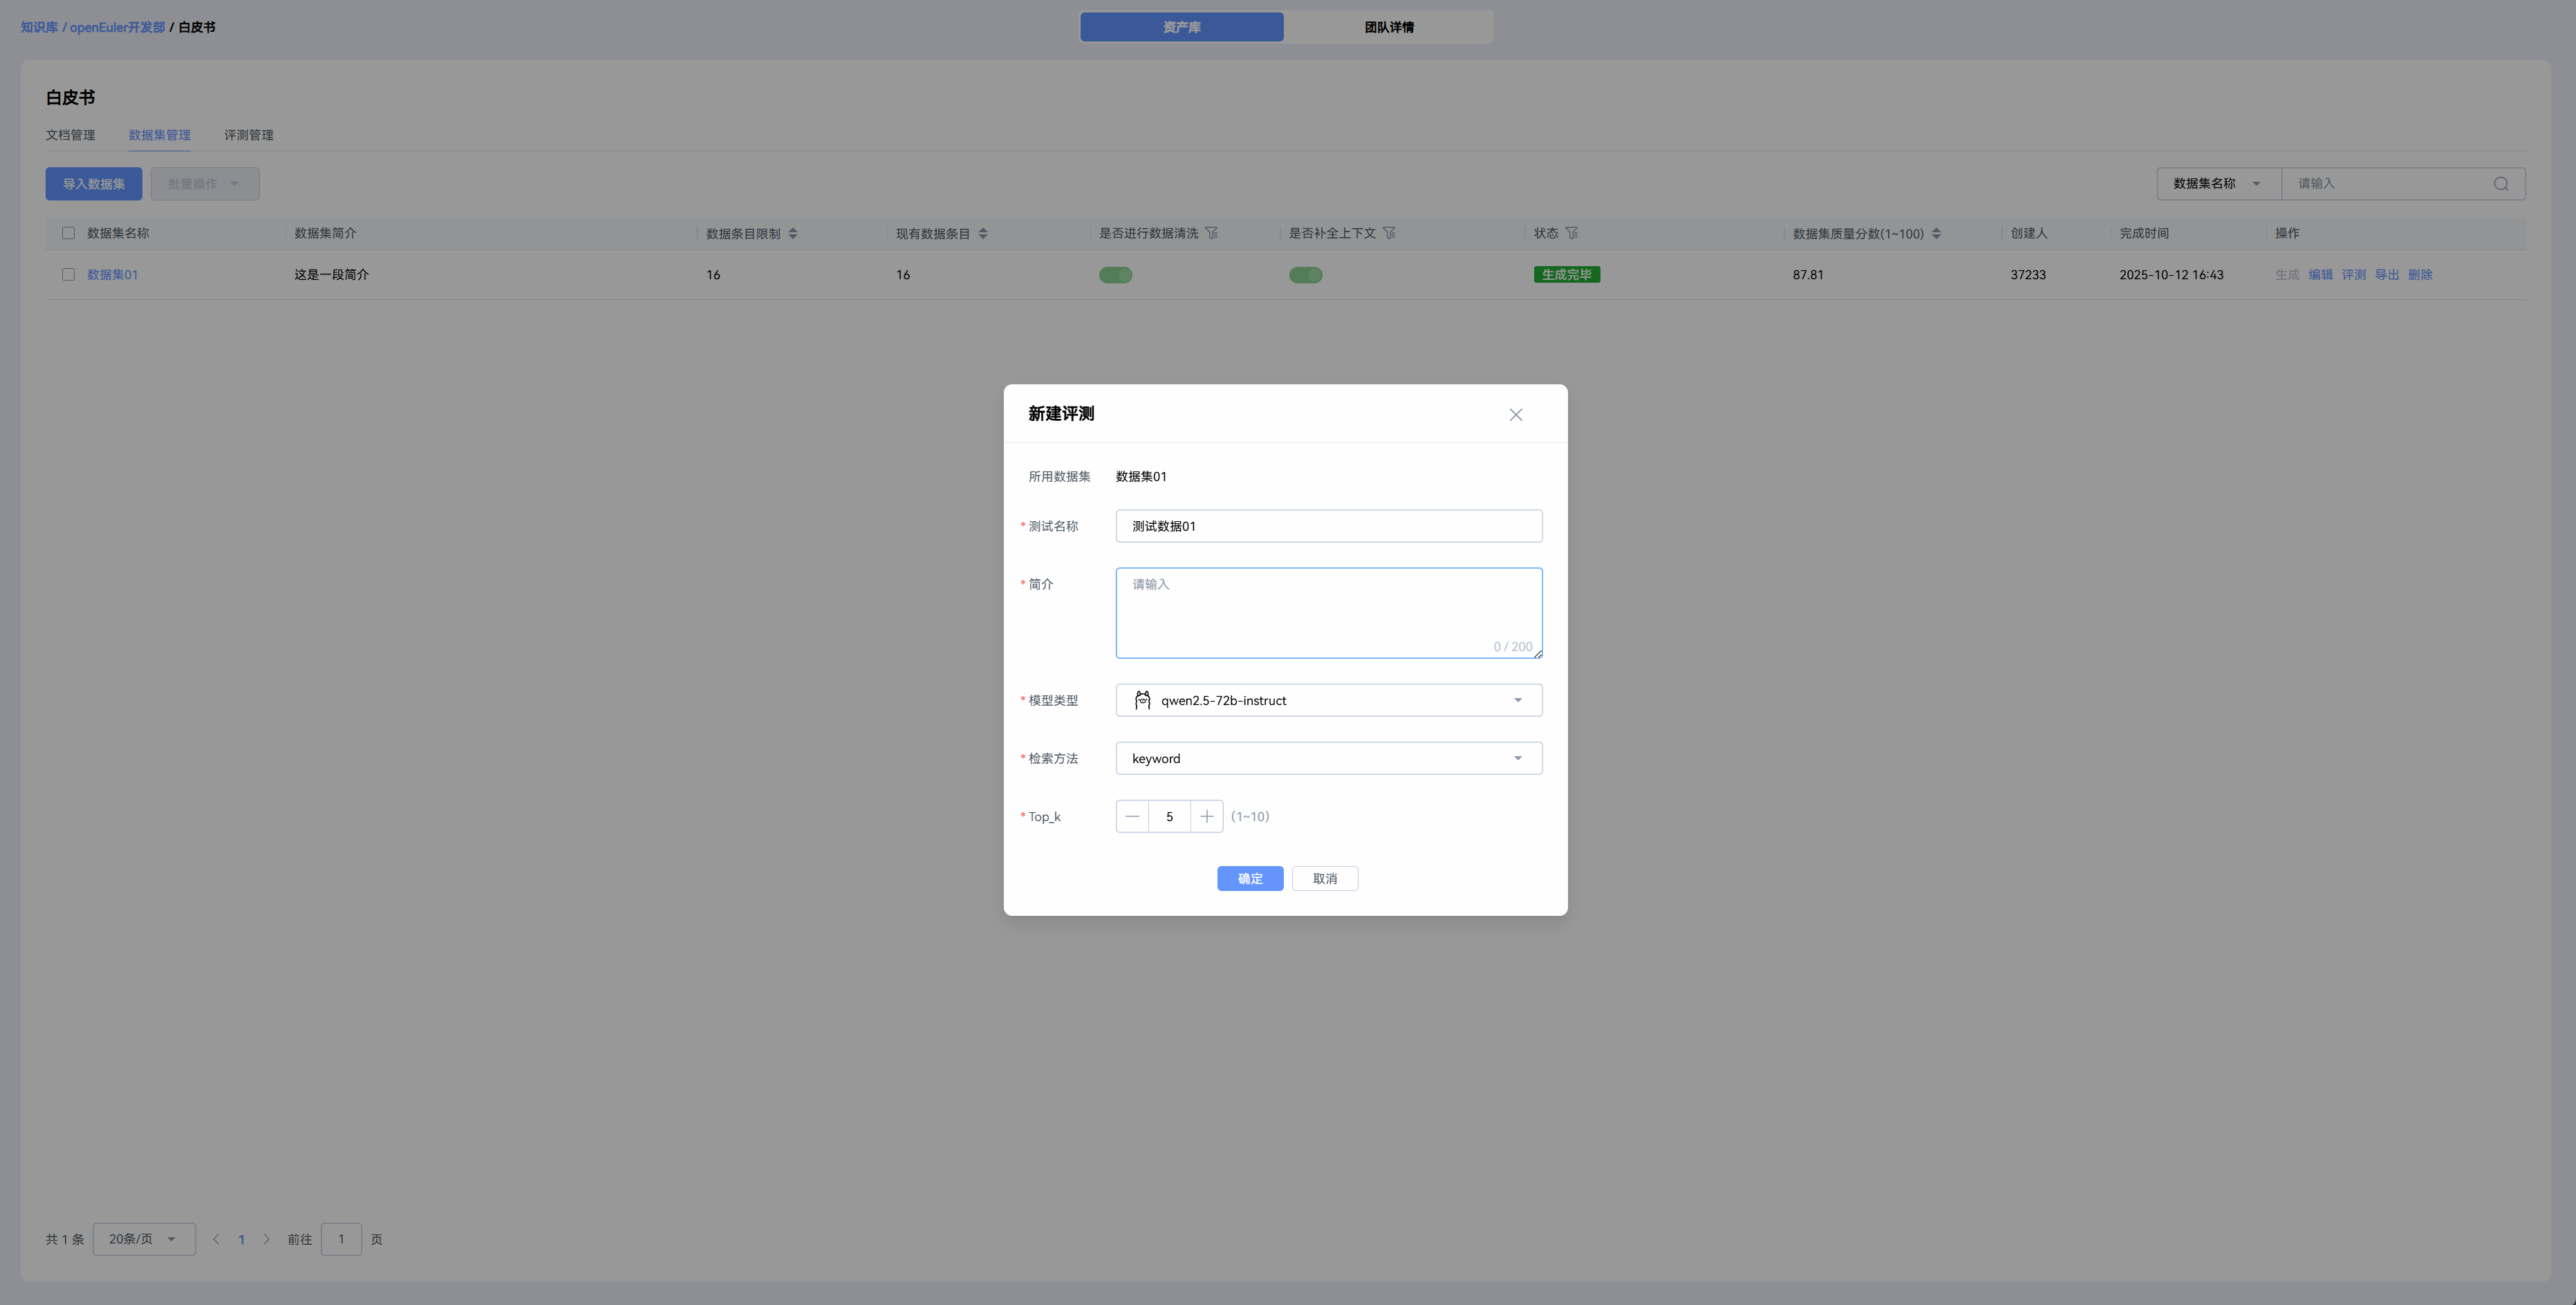 知识库 / openEuler开发部 / 白皮书
资产库
团队详情
白皮书
文档管理 数据集管理 评测管理
导入数据集 批量操作
数据集名称 请输入
数据集名称 数据集简介 数据条目限制 现有数据条目 是否进行数据清洗 是否补全上下文 状态 数据集质量分数(1~100) 创建人 完成时间 操作
数据集01 这是一段简介 16 16 生成完毕 87.81 37233 2025-10-12 16:43 生成 编辑 评测 导出 删除
新建评测
所用数据集 数据集01
* 测试名称 测试数据01
* 简介 请输入
0 / 200
* 模型类型 qwen2.5-72b-instruct
* 检索方法 keyword
* Top_k 5 (1~10)
确定 取消
共 1 条 20条/页 1 前往 1 页